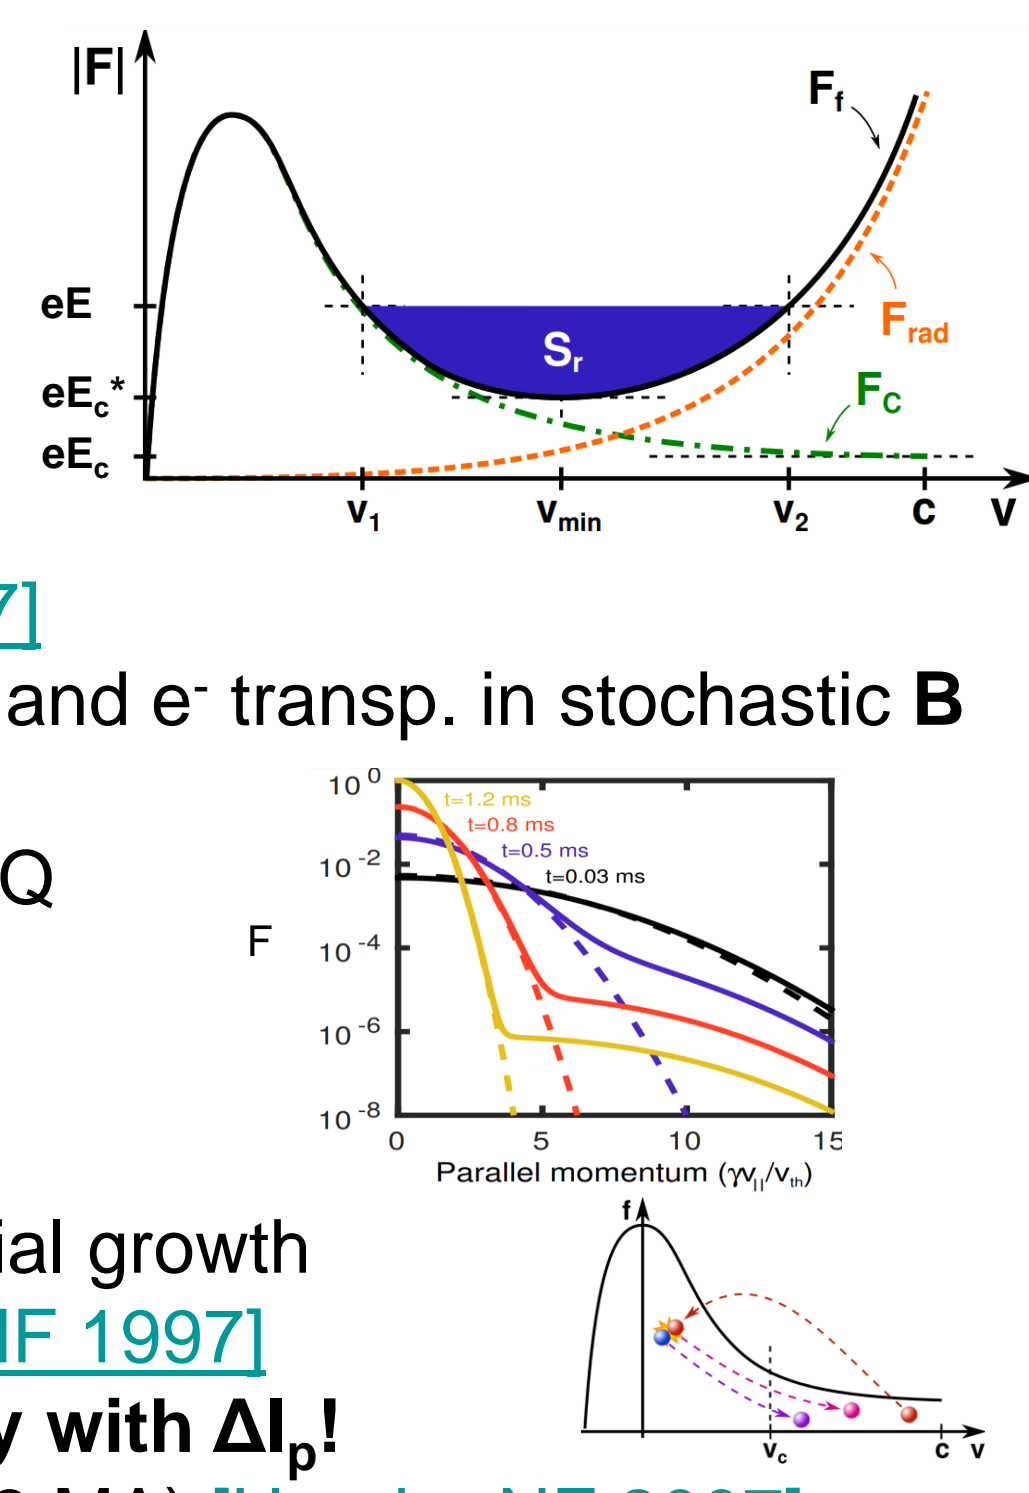 |F|
F_f
eE
S_r
F_rad
eE_c*
F_C
eE_c
v_1
v_min
v_2
c
v
7]
and e⁻ transp. in stochastic B
10⁰
t=1.2 ms
t=0.8 ms
t=0.5 ms
10⁻²
t=0.03 ms
Q
F
10⁻⁴
10⁻⁶
10⁻⁸
0
5
10
15
Parallel momentum (γv_||/v_th)
f
ial growth
IF 1997]
y with ΔI_p!
v_c
c
v